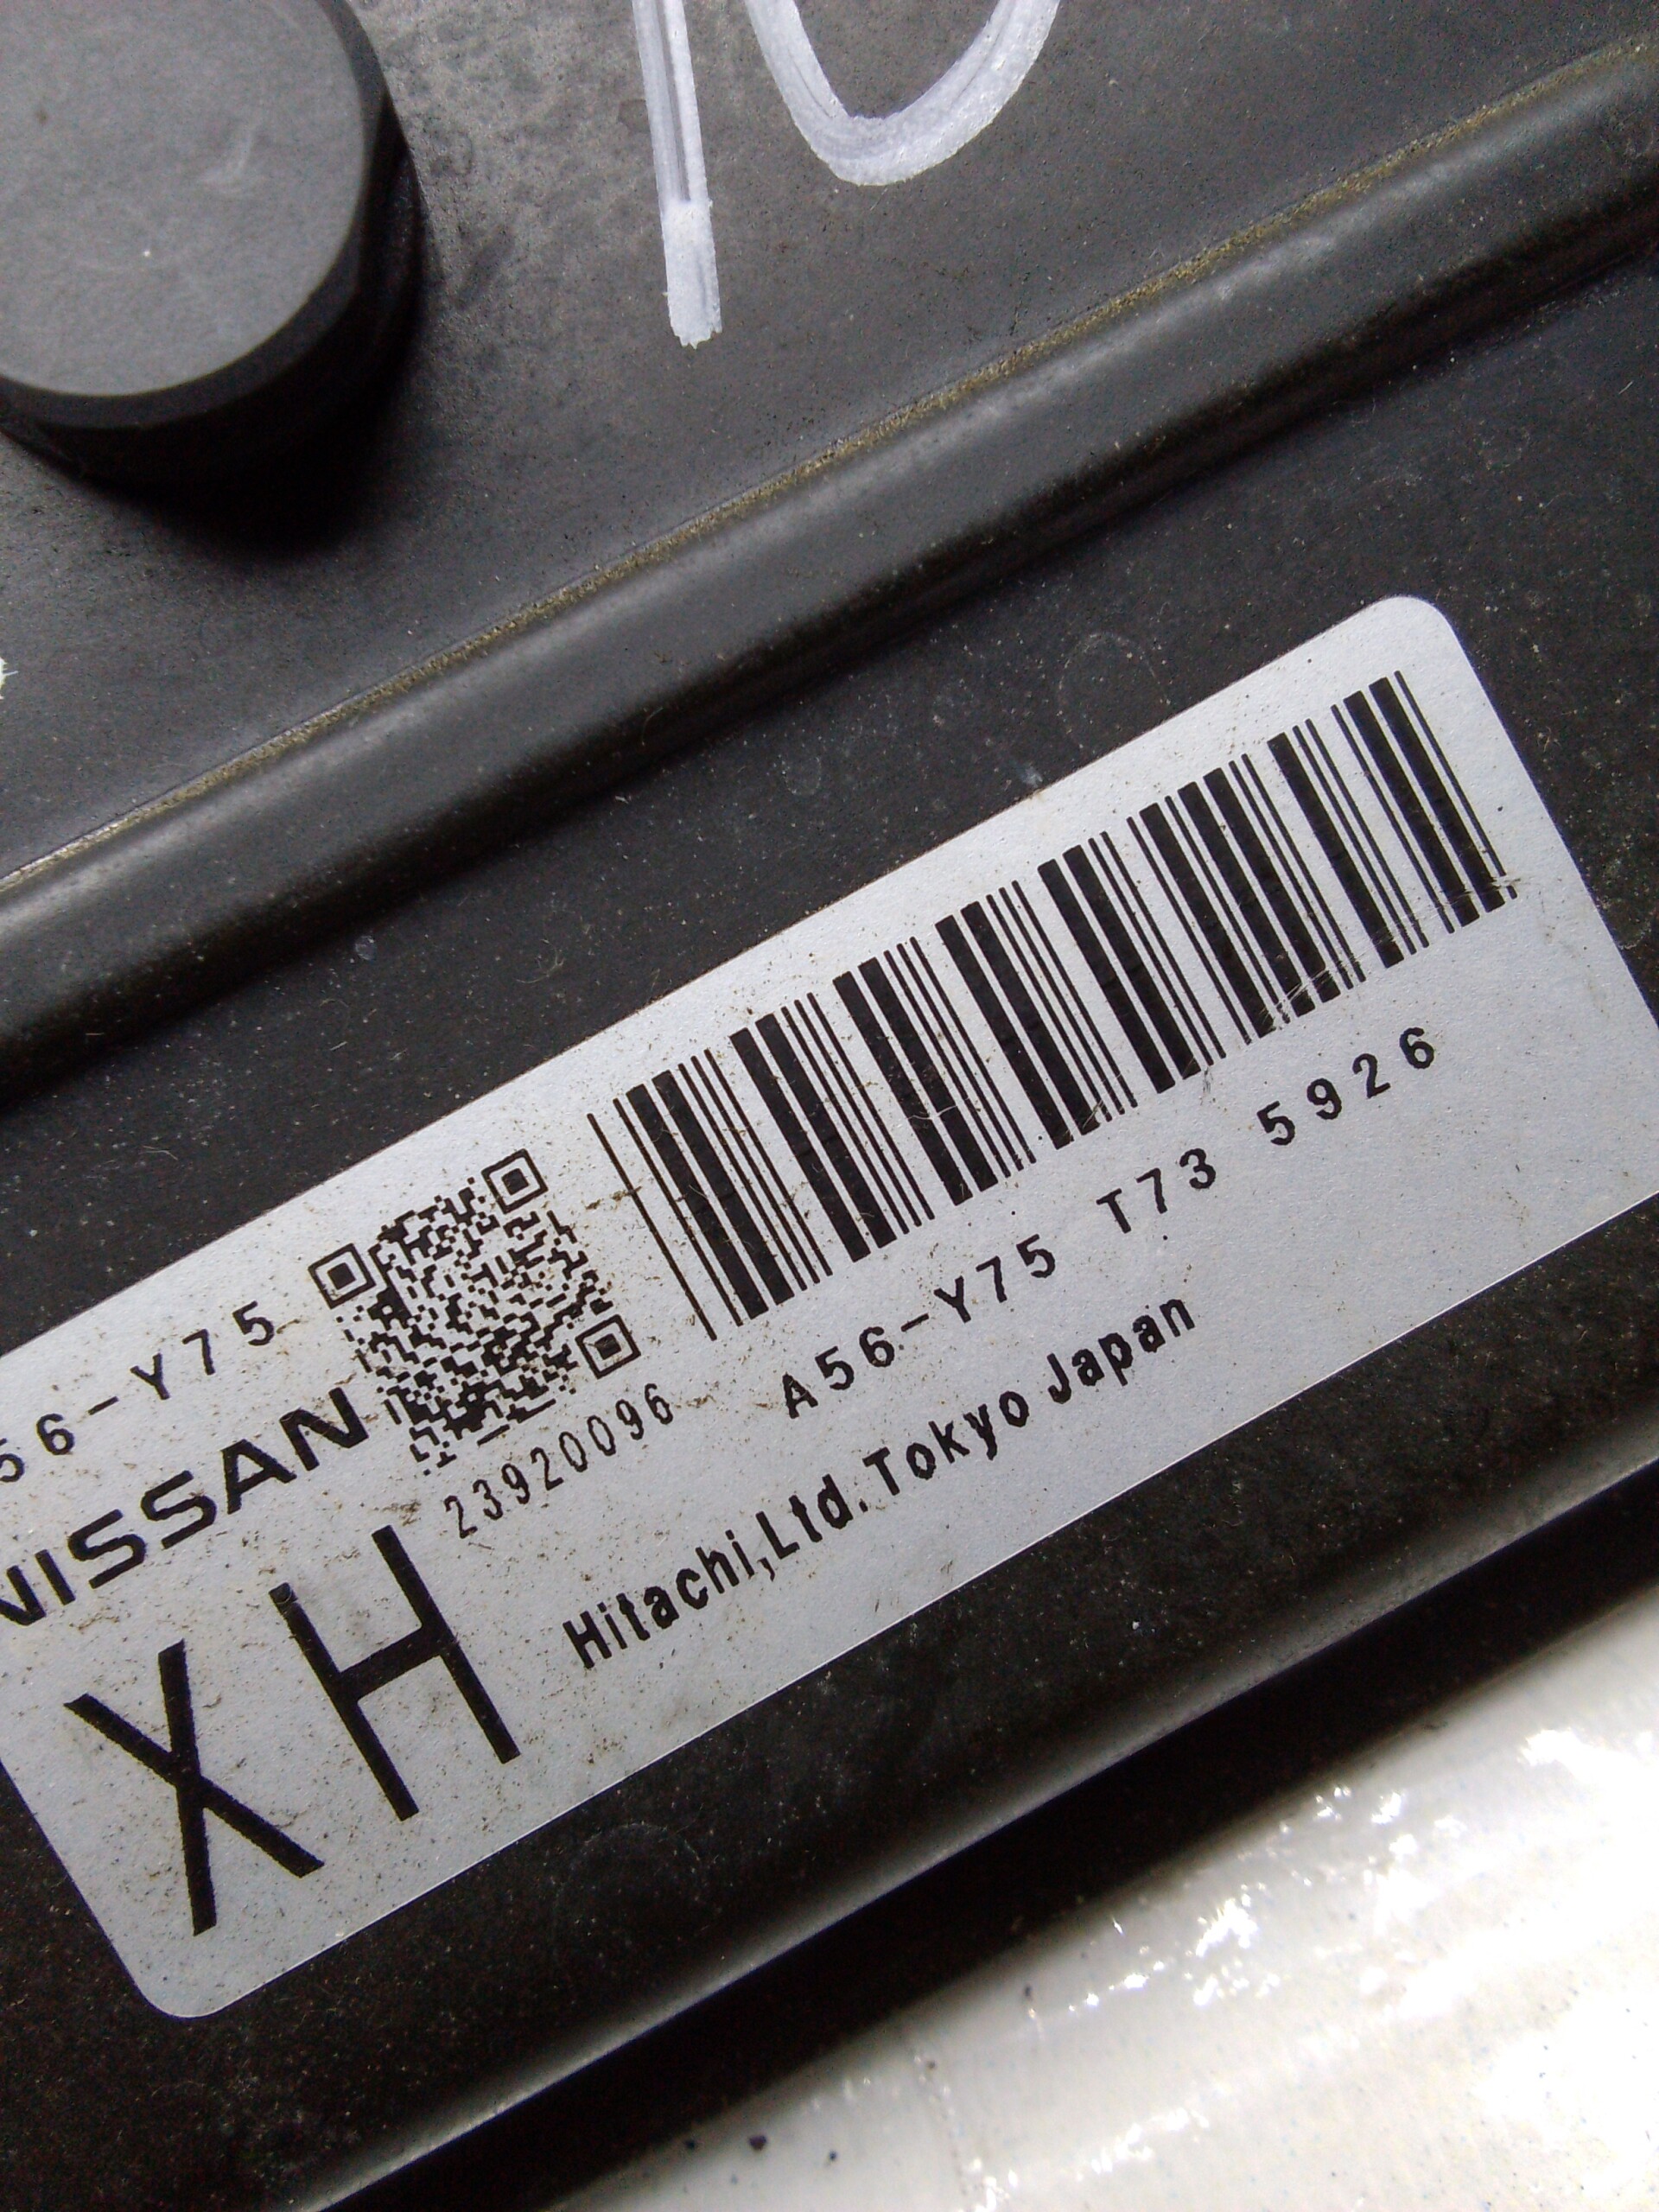 56-Y75
NISSAN
23920096
XH
A56-Y75 T73 5926
Hitachi,Ltd. Tokyo Japan